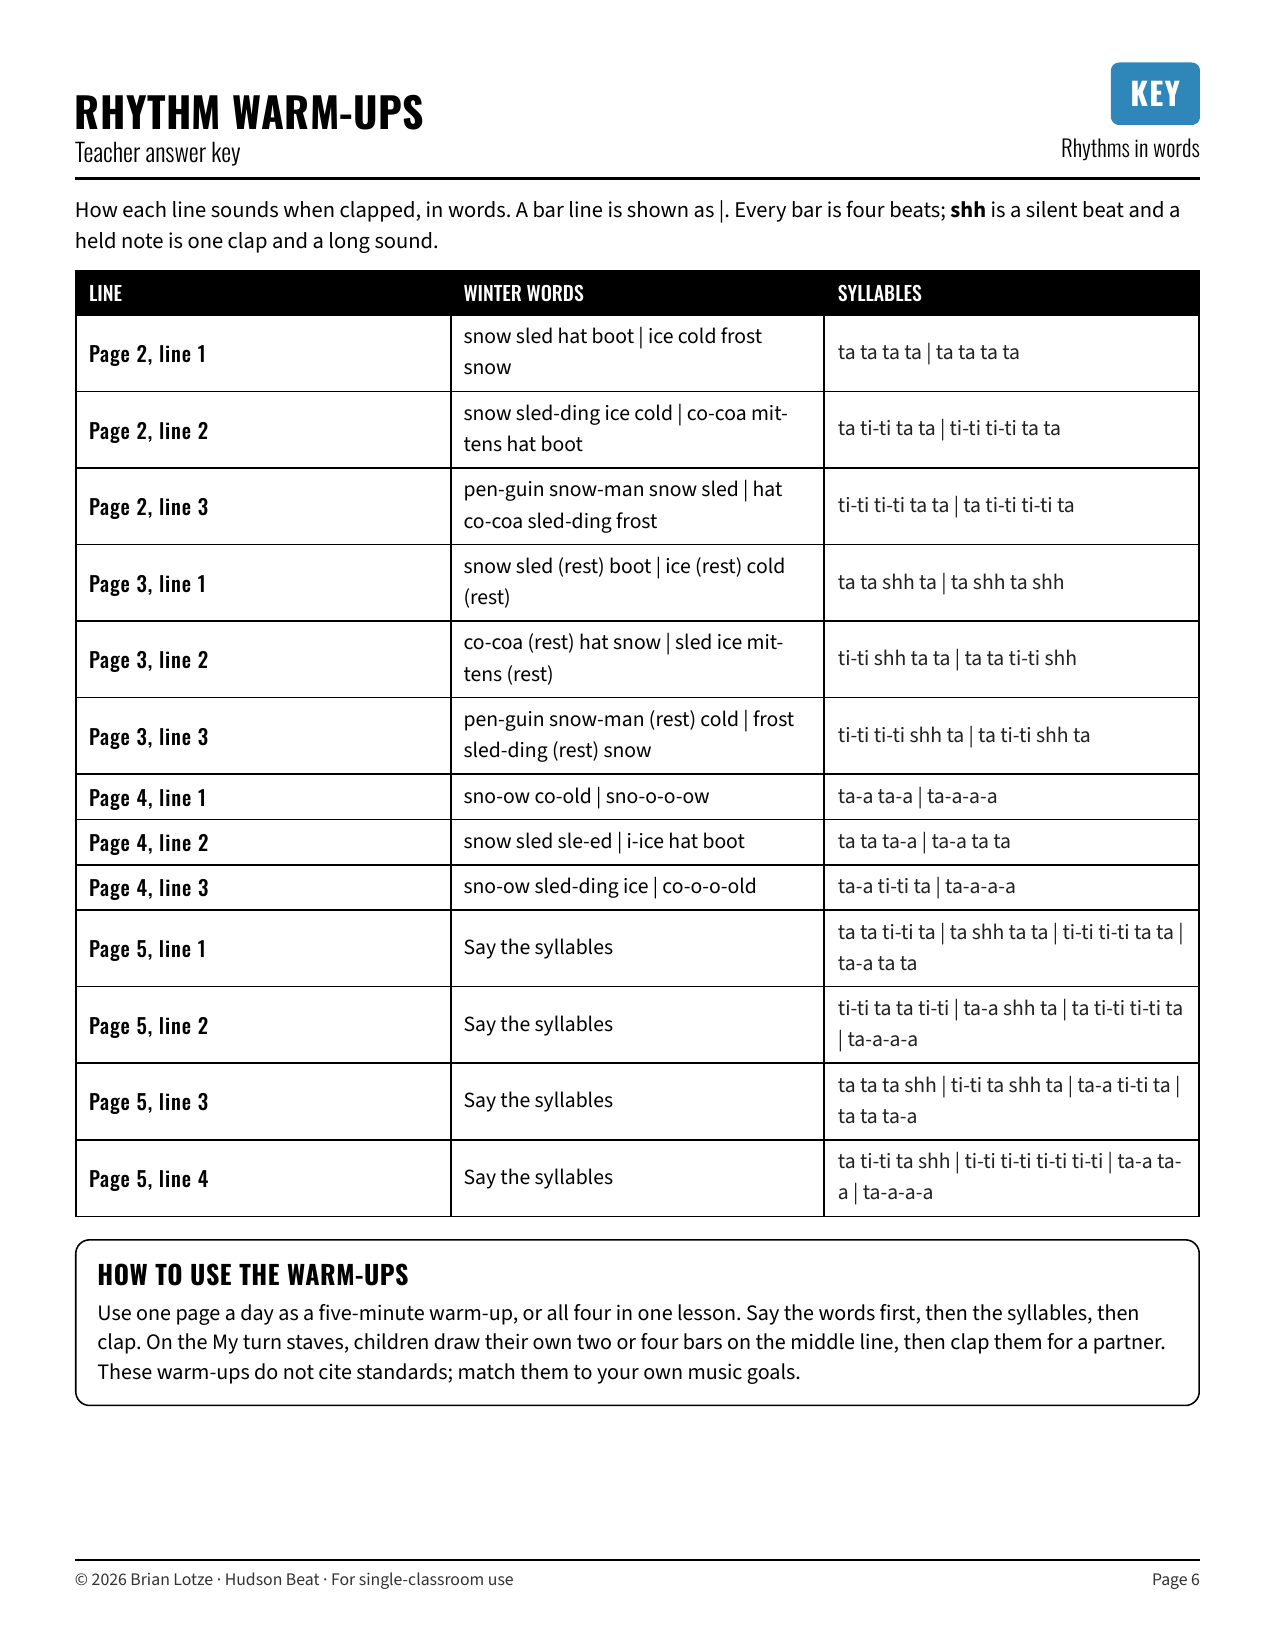 KEY
RHYTHM WARM-UPS
Teacher answer key
Rhythms in words
How each line sounds when clapped, in words. A bar line is shown as |. Every bar is four beats; shh is a silent beat and a
held note is one clap and a long sound.
LINE WINTER WORDS SYLLABLES
Page 2, line 1
snow sled hat boot | ice cold frost
snow
ta ta ta ta | ta ta ta ta
Page 2, line 2
snow sled-ding ice cold | co-coa mit-
tens hat boot
ta ti-ti ta ta | ti-ti ti-ti ta ta
Page 2, line 3
pen-guin snow-man snow sled | hat
co-coa sled-ding frost
ti-ti ti-ti ta ta | ta ti-ti ti-ti ta
Page 3, line 1
snow sled (rest) boot | ice (rest) cold
(rest)
ta ta shh ta | ta shh ta shh
Page 3, line 2
co-coa (rest) hat snow | sled ice mit-
tens (rest)
ti-ti shh ta ta | ta ta ti-ti shh
Page 3, line 3
pen-guin snow-man (rest) cold | frost
sled-ding (rest) snow
ti-ti ti-ti shh ta | ta ti-ti shh ta
Page 4, line 1
sno-ow co-old | sno-o-o-ow
ta-a ta-a | ta-a-a-a
Page 4, line 2
snow sled sle-ed | i-ice hat boot
ta ta ta-a | ta-a ta ta
Page 4, line 3
sno-ow sled-ding ice | co-o-o-old
ta-a ti-ti ta | ta-a-a-a
Page 5, line 1
Say the syllables
ta ta ti-ti ta | ta shh ta ta | ti-ti ti-ti ta ta |
ta-a ta ta
Page 5, line 2
Say the syllables
ti-ti ta ta ti-ti | ta-a shh ta | ta ti-ti ti-ti ta
| ta-a-a-a
Page 5, line 3
Say the syllables
ta ta ta shh | ti-ti ta shh ta | ta-a ti-ti ta |
ta ta ta-a
Page 5, line 4
Say the syllables
ta ti-ti ta shh | ti-ti ti-ti ti-ti ti-ti | ta-a ta-
a | ta-a-a-a
HOW TO USE THE WARM-UPS
Use one page a day as a five-minute warm-up, or all four in one lesson. Say the words first, then the syllables, then
clap. On the My turn staves, children draw their own two or four bars on the middle line, then clap them for a partner.
These warm-ups do not cite standards; match them to your own music goals.
© 2026 Brian Lotze · Hudson Beat · For single-classroom use
Page 6